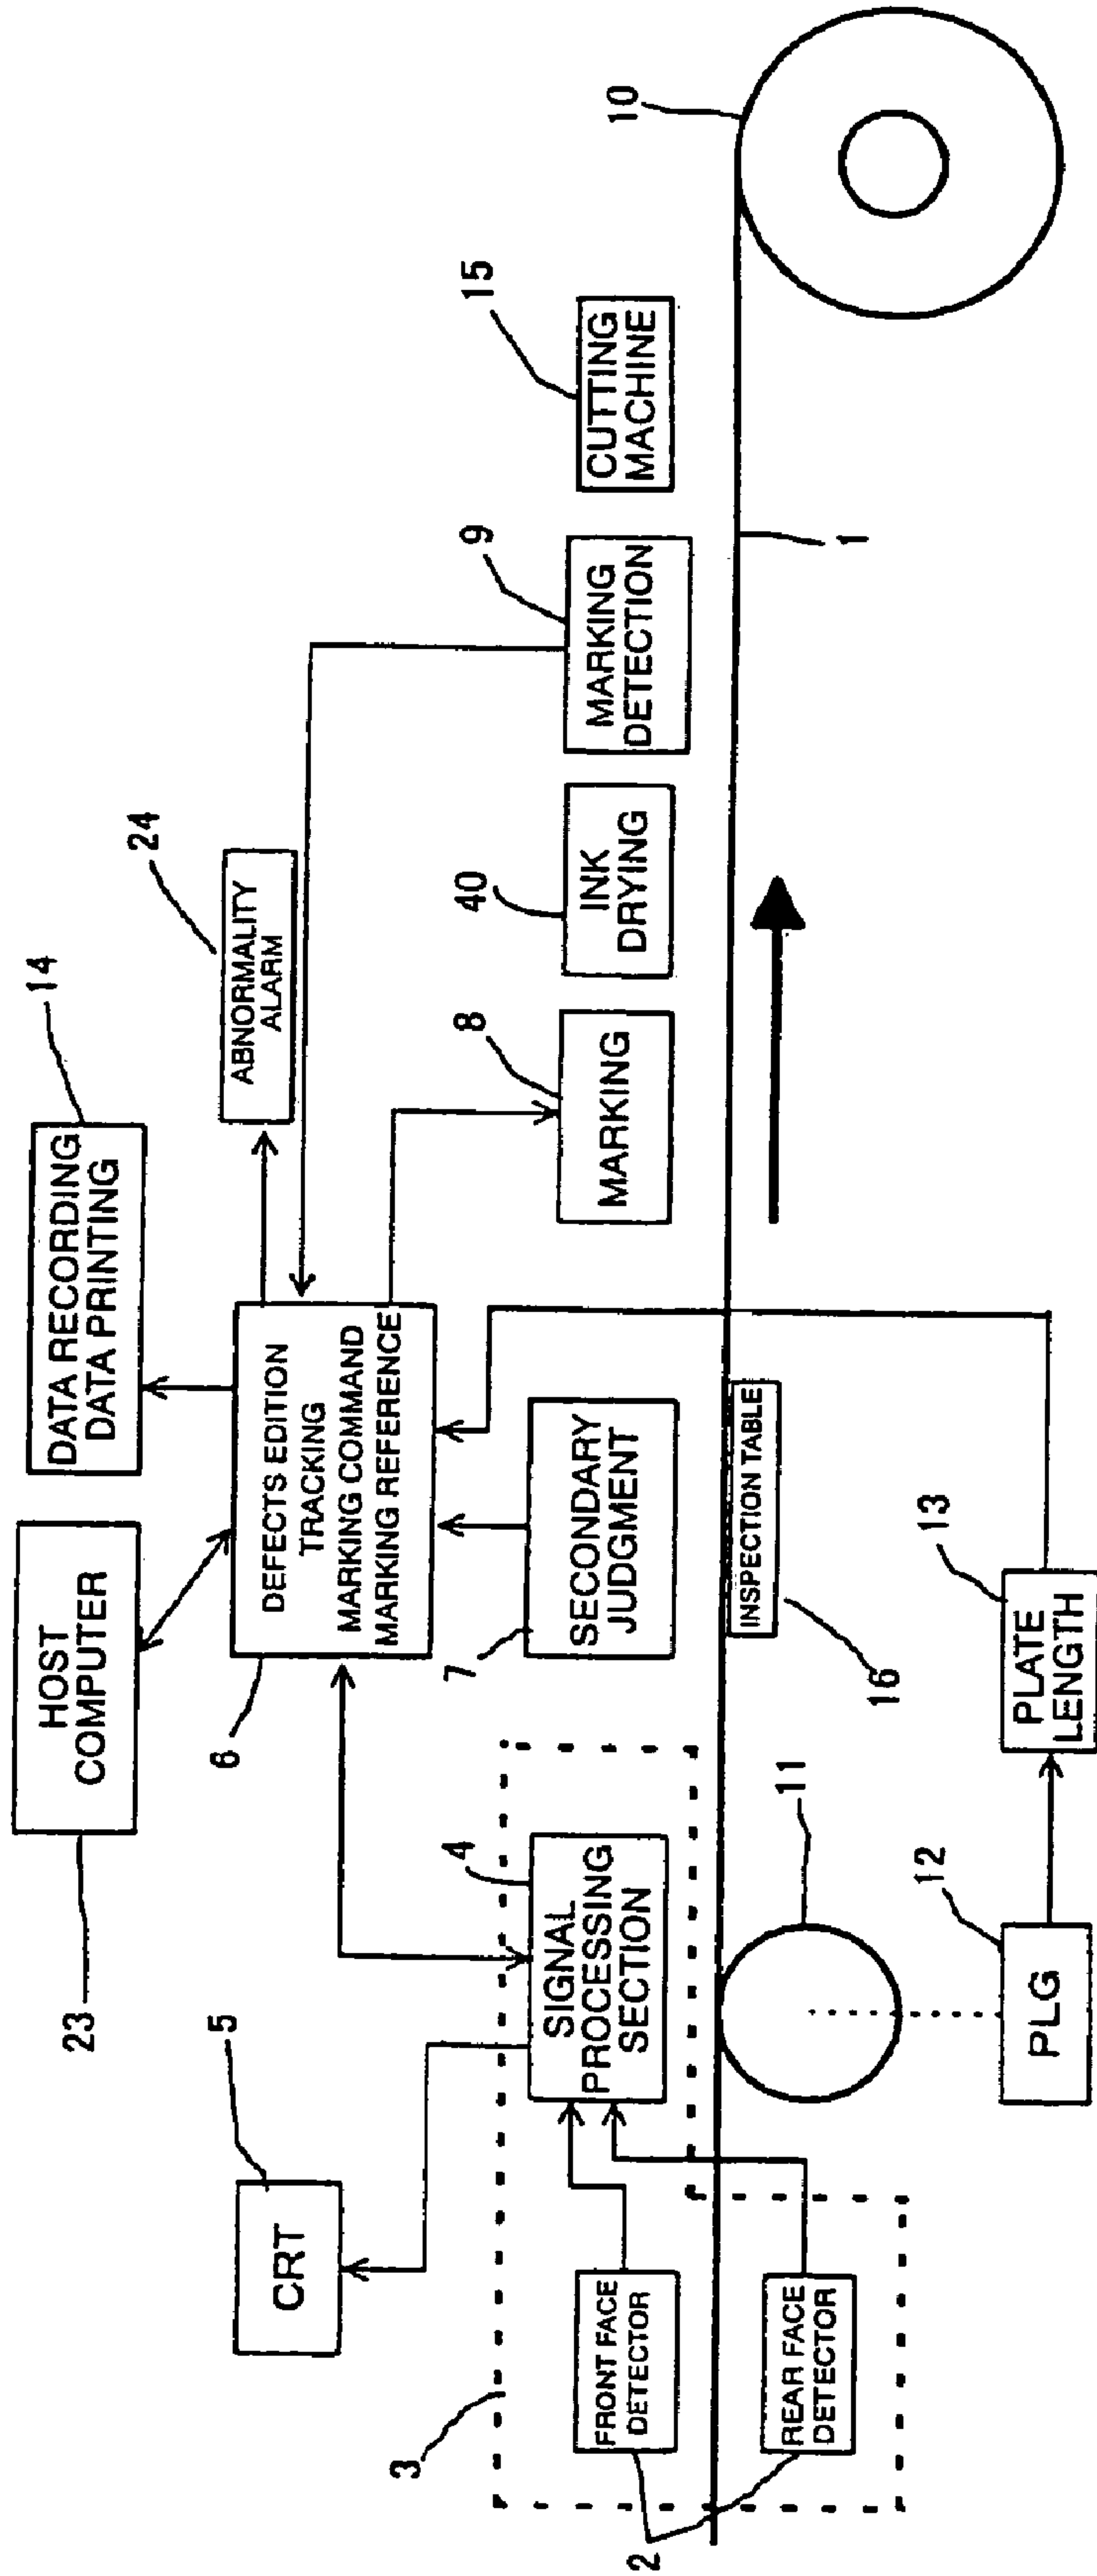 23
HOST
COMPUTER
14
DATA RECORDING
DATA PRINTING
24
ABNORMALITY
ALARM
5
CRT
6
DEFECTS EDITION
TRACKING
MARKING COMMAND
MARKING REFERENCE
3
4
SIGNAL
PROCESSING
SECTION
7
SECONDARY
JUDGMENT
8
MARKING
40
INK
DRYING
9
MARKING
DETECTION
15
CUTTING
MACHINE
10
FRONT FACE
DETECTOR
2
REAR FACE
DETECTOR
11
INSPECTION TABLE
16
1
12
PLG
13
PLATE
LENGTH